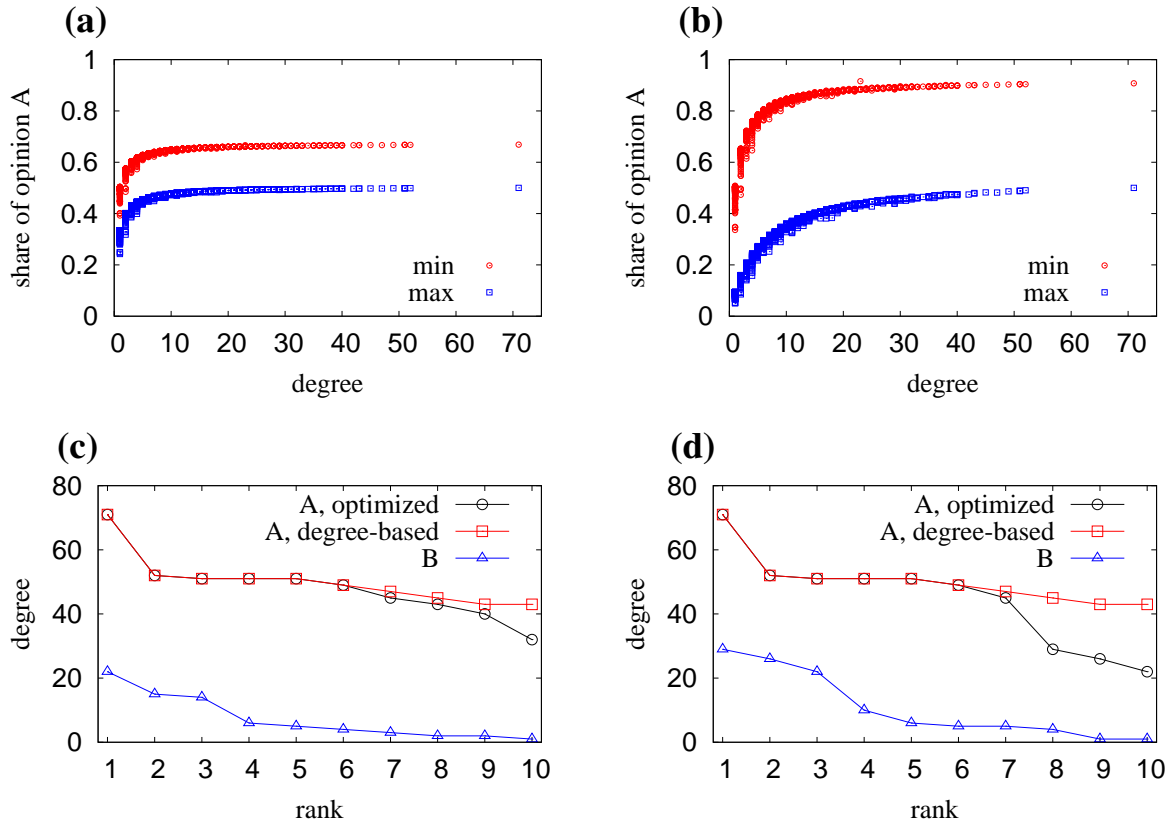 (a)
share of opinion A
1
0.8
0.6
0.4
0.2
0
min
max
0 10 20 30 40 50 60 70
degree
(b)
share of opinion A
1
0.8
0.6
0.4
0.2
0
min
max
0 10 20 30 40 50 60 70
degree
(c)
degree
80
60
40
20
0
A, optimized
A, degree-based
B
1 2 3 4 5 6 7 8 9 10
rank
(d)
degree
80
60
40
20
0
A, optimized
A, degree-based
B
1 2 3 4 5 6 7 8 9 10
rank